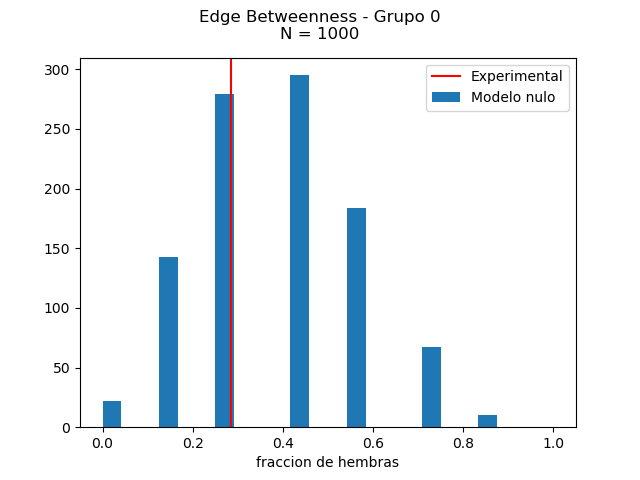 Edge Betweenness - Grupo 0
N = 1000
300
250
200
150
100
50
0
Experimental
Modelo nulo
0.0 0.2 0.4 0.6 0.8 1.0
fraccion de hembras